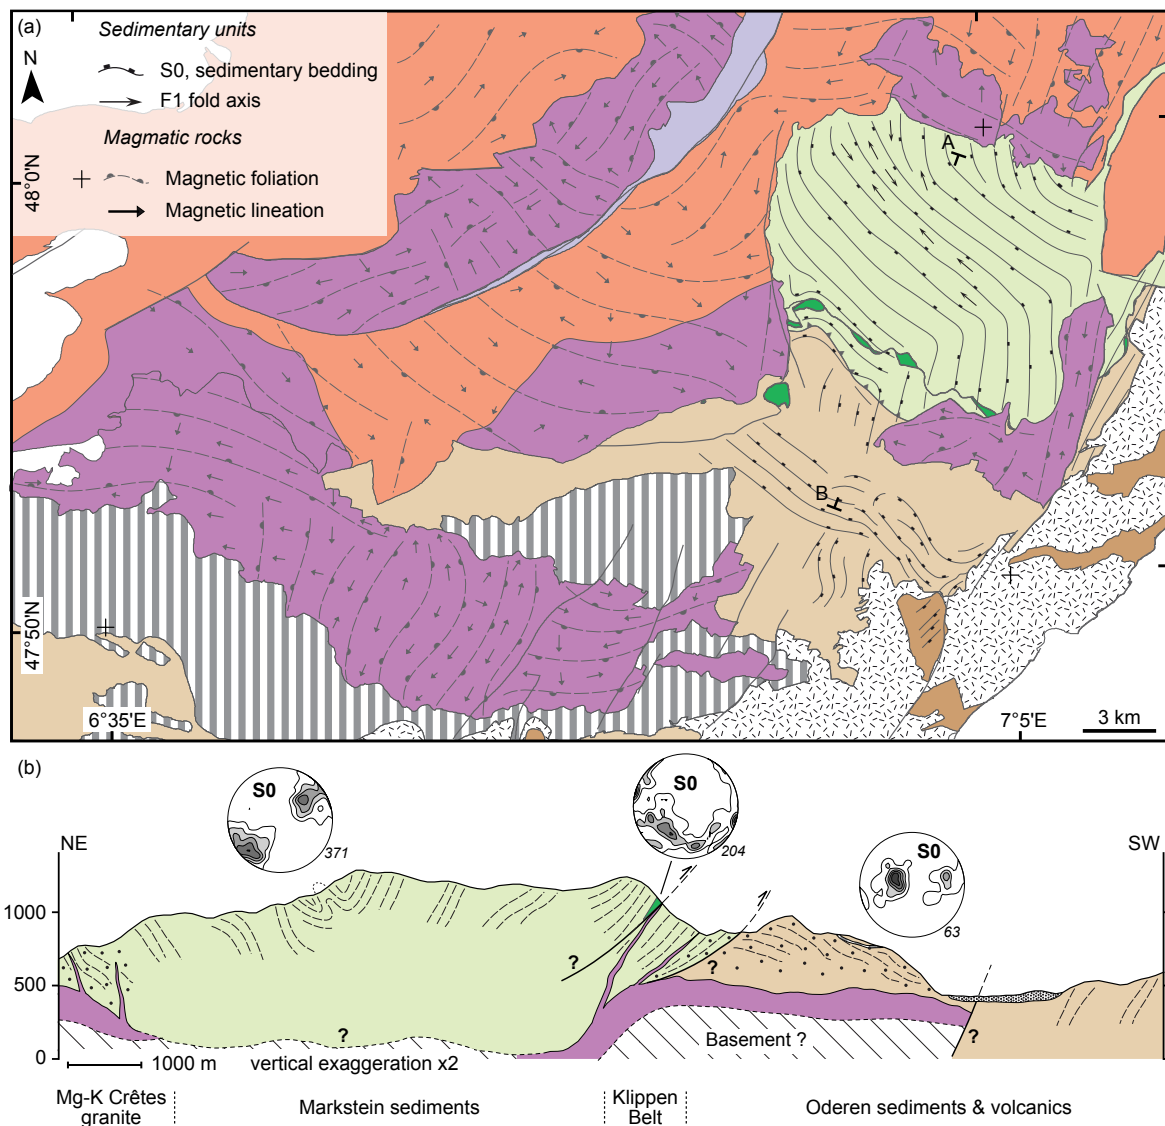 (a)
Sedimentary units
N
S0, sedimentary bedding
F1 fold axis
Magmatic rocks
Magnetic foliation
Magnetic lineation
48°0'N
A
B
47°50'N
6°35'E
7°5'E
3 km
(b)
S0
371
S0
204
S0
63
NE
SW
1000
500
0
?
?
?
?
Basement ?
1000 m
vertical exaggeration x2
Mg-K Crêtes
granite
Markstein sediments
Klippen
Belt
Oderen sediments & volcanics